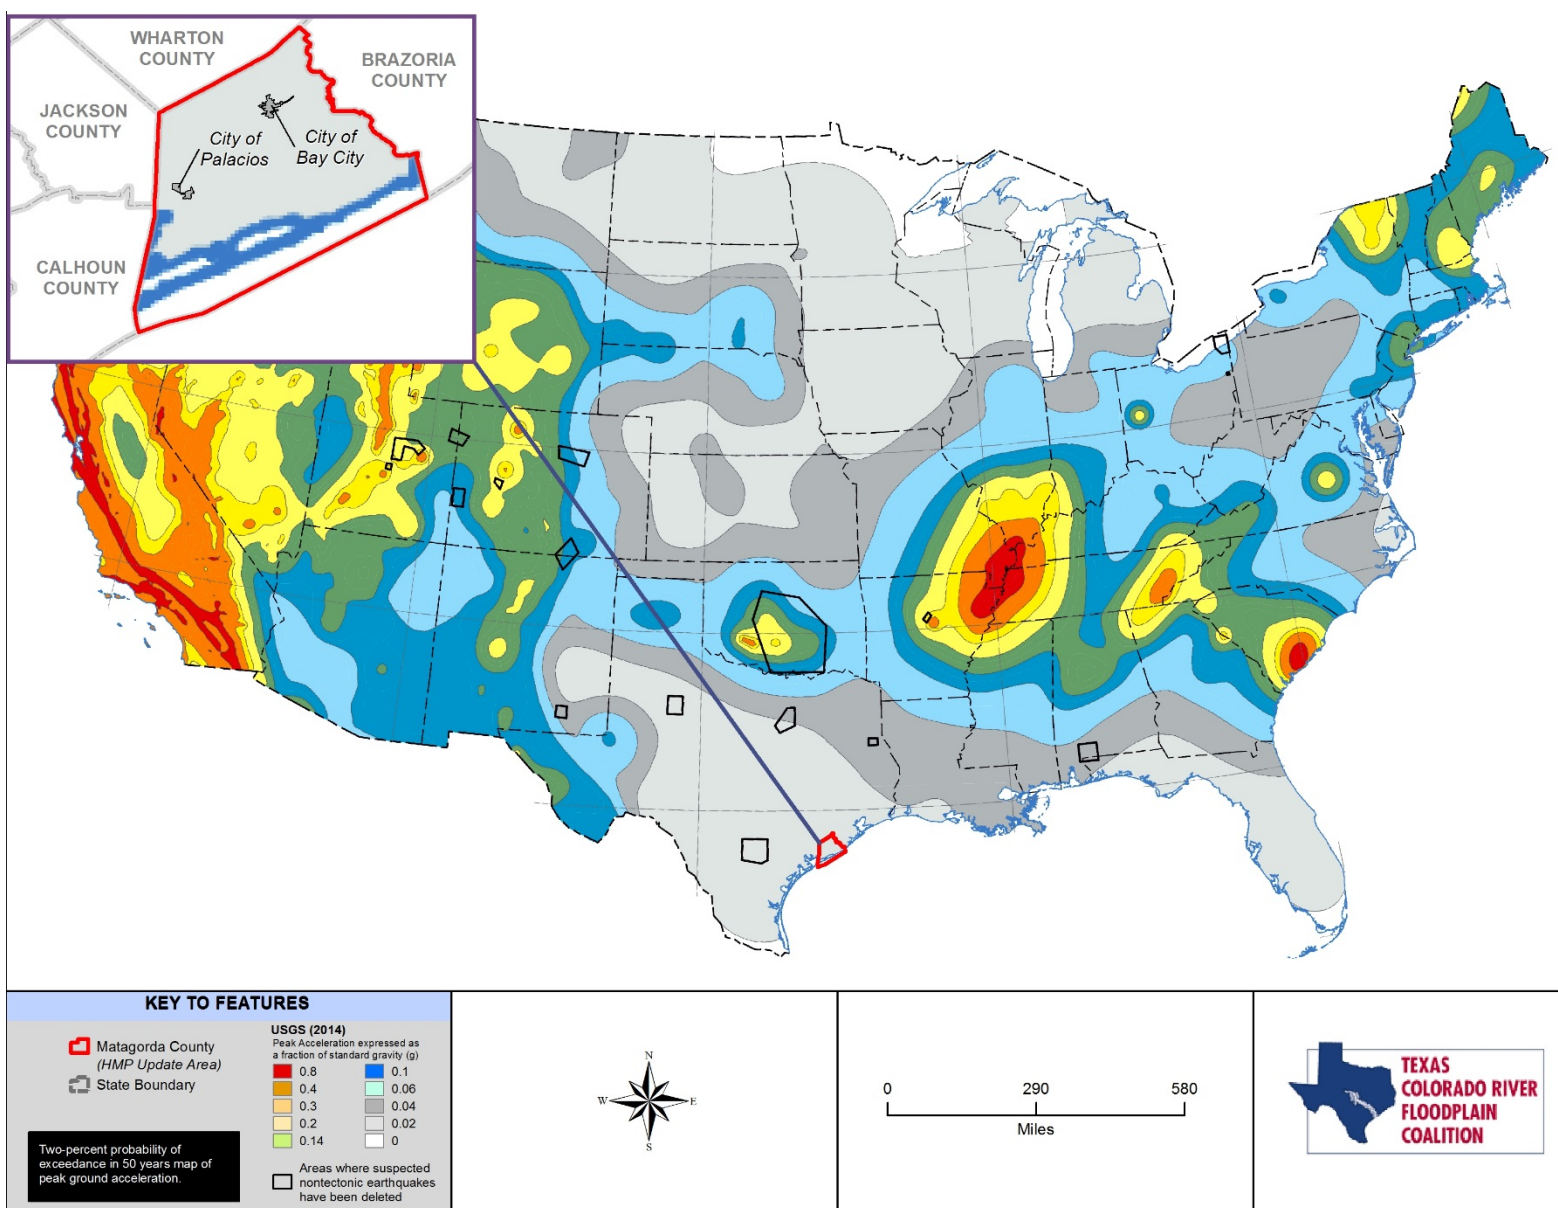 WHARTON
COUNTY
BRAZORIA
COUNTY
JACKSON
COUNTY
City of
Palacios
City of
Bay City
CALHOUN
COUNTY
KEY TO FEATURES
Matagorda County
(HMP Update Area)
State Boundary
Two-percent probability of
exceedance in 50 years map of
peak ground acceleration.
USGS (2014)
Peak Acceleration expressed as
a fraction of standard gravity (g)
0.8
0.4
0.3
0.2
0.14
0.1
0.06
0.04
0.02
0
Areas where suspected
nontectonic earthquakes
have been deleted
N
W
E
S
0
290
580
Miles
TEXAS
COLORADO RIVER
FLOODPLAIN
COALITION